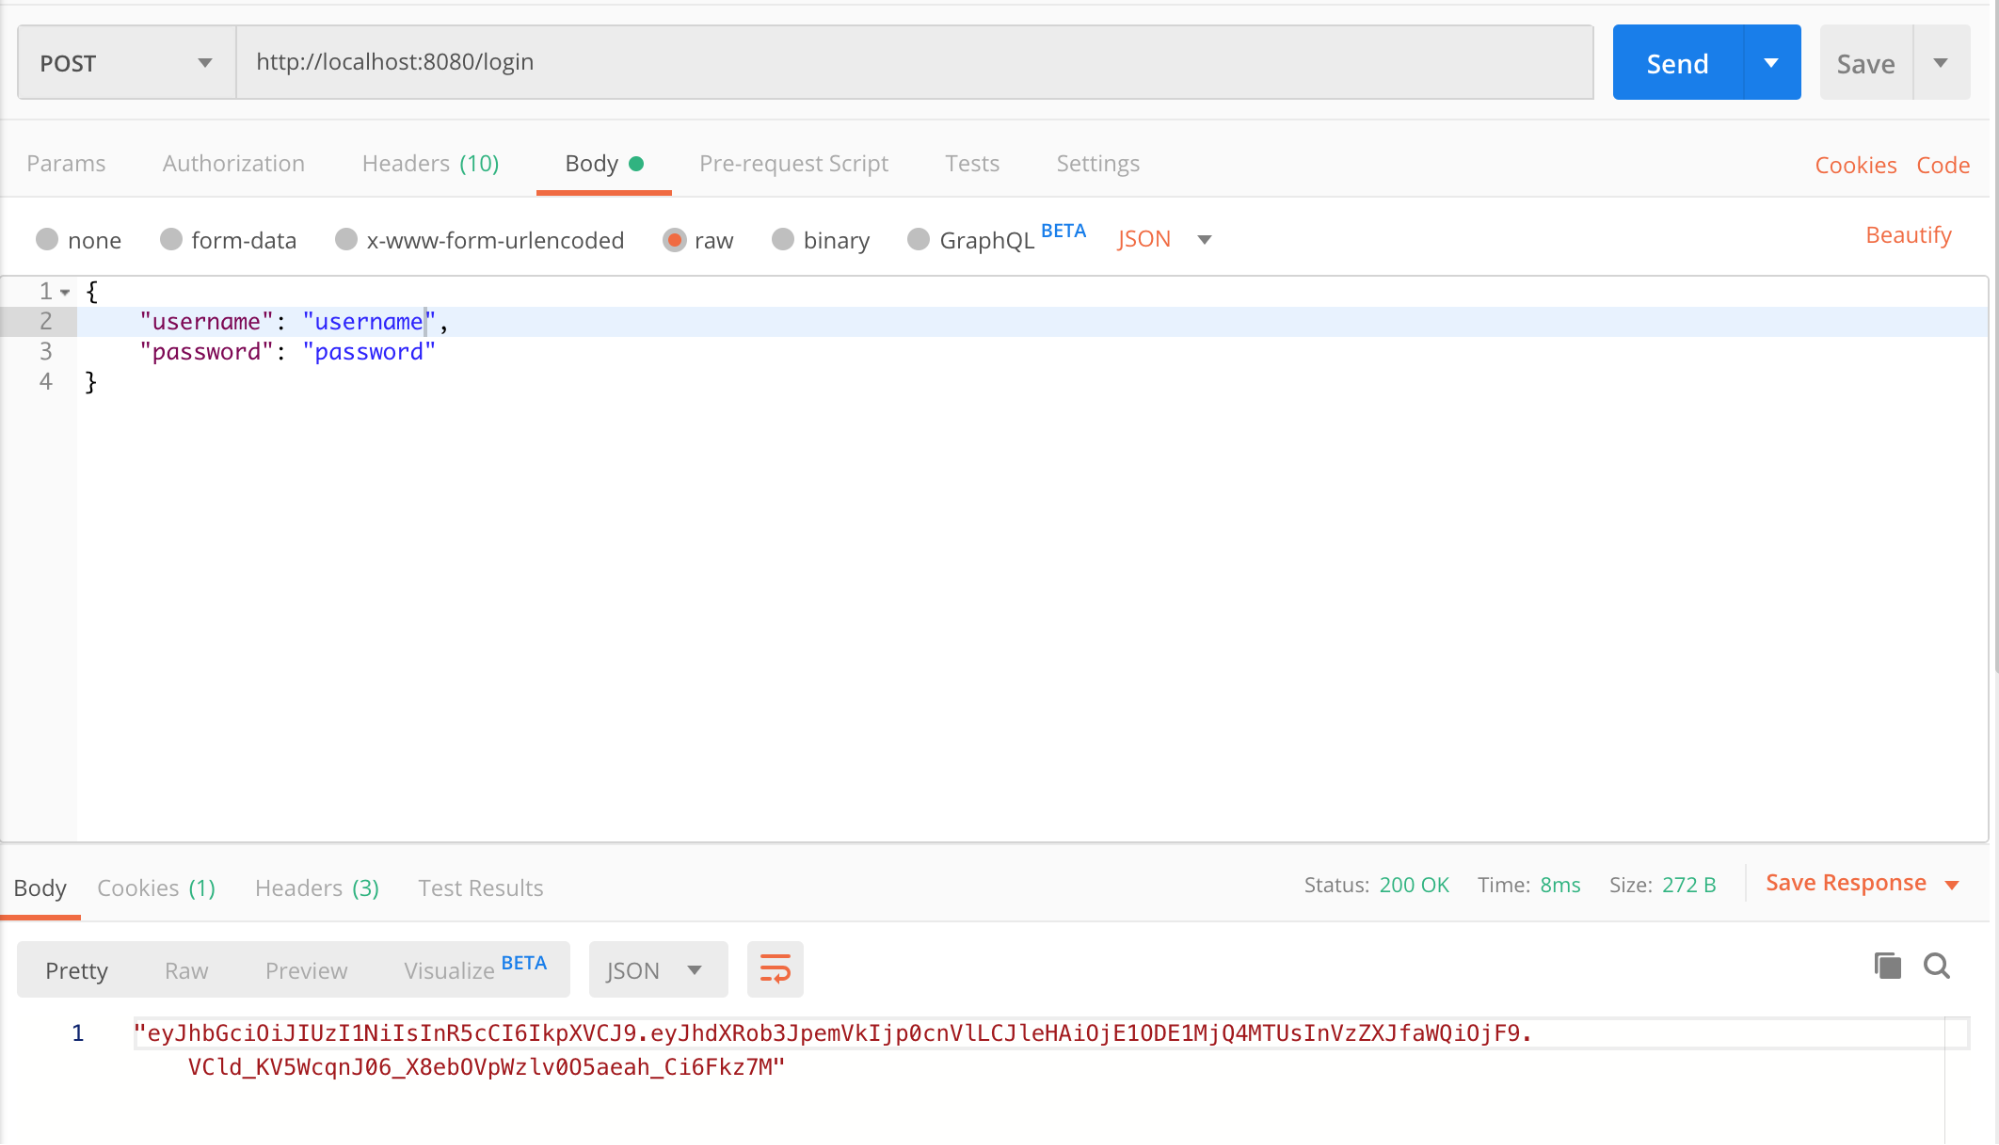 POST http://localhost:8080/login Send Save
Params Authorization Headers (10) Body Pre-request Script Tests Settings Cookies Code
none form-data x-www-form-urlencoded raw binary GraphQL BETA JSON Beautify
1 {
2 "username": "username",
3 "password": "password"
4 }
Body Cookies (1) Headers (3) Test Results Status: 200 OK Time: 8ms Size: 272 B Save Response
Pretty Raw Preview Visualize BETA JSON
1 "eyJhbGciOiJIUzI1NiIsInR5cCI6IkpXVCJ9.eyJhdXRob3JpemVkIjp0cnVlLCJleHAiOjE1ODE1MjQ4MTUsInVzZXJfaWQiOjF9.
VCld_KV5WcqnJ06_X8ebOVpWzlv0O5aeah_Ci6Fkz7M"